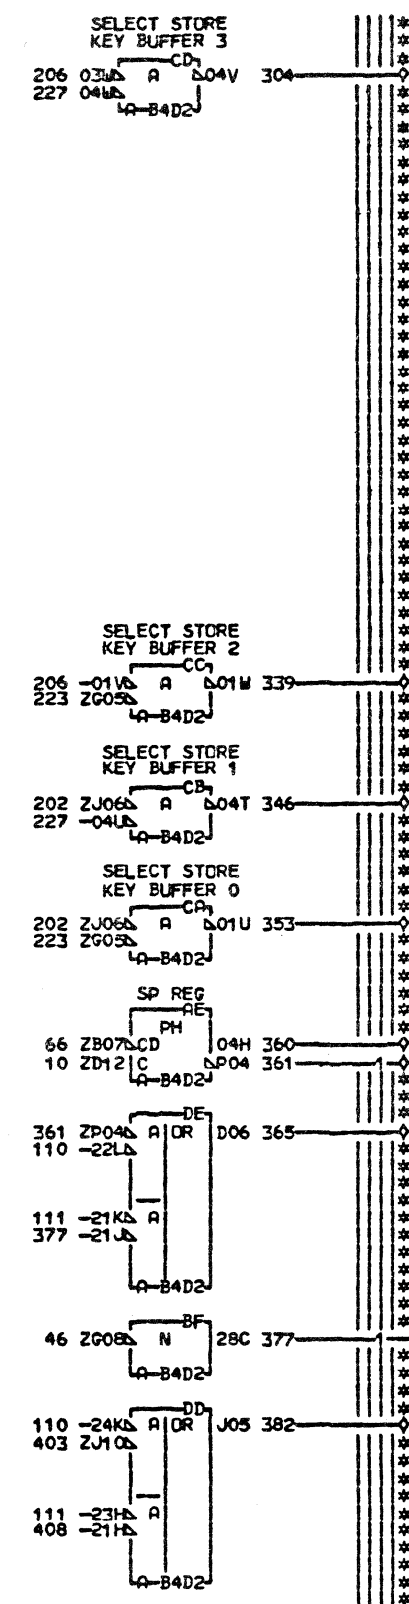 SELECT STORE
KEY BUFFER 3
CD
206 03W A 04V 304
227 04W
A-B4D2
SELECT STORE
KEY BUFFER 2
CC
206 -01V A 01W 339
223 ZG05
A-B4D2
SELECT STORE
KEY BUFFER 1
CB
202 ZJ06 A 04T 346
227 -04U
A-B4D2
SELECT STORE
KEY BUFFER 0
CA
202 ZJ06 A 01U 353
223 ZG05
A-B4D2
SP REG
AE
PH
66 ZB07 CD 04H 360
10 ZD12 C P04 361
A-B4D2
DE
361 ZP04 A OR D06 365
110 -22L
111 -21K A
377 -21J
A-B4D2
BF
46 ZG08 N 28C 377
A-B4D2
DD
110 -24K A OR J05 382
403 ZJ10
111 -23H A
408 -21H
A-B4D2